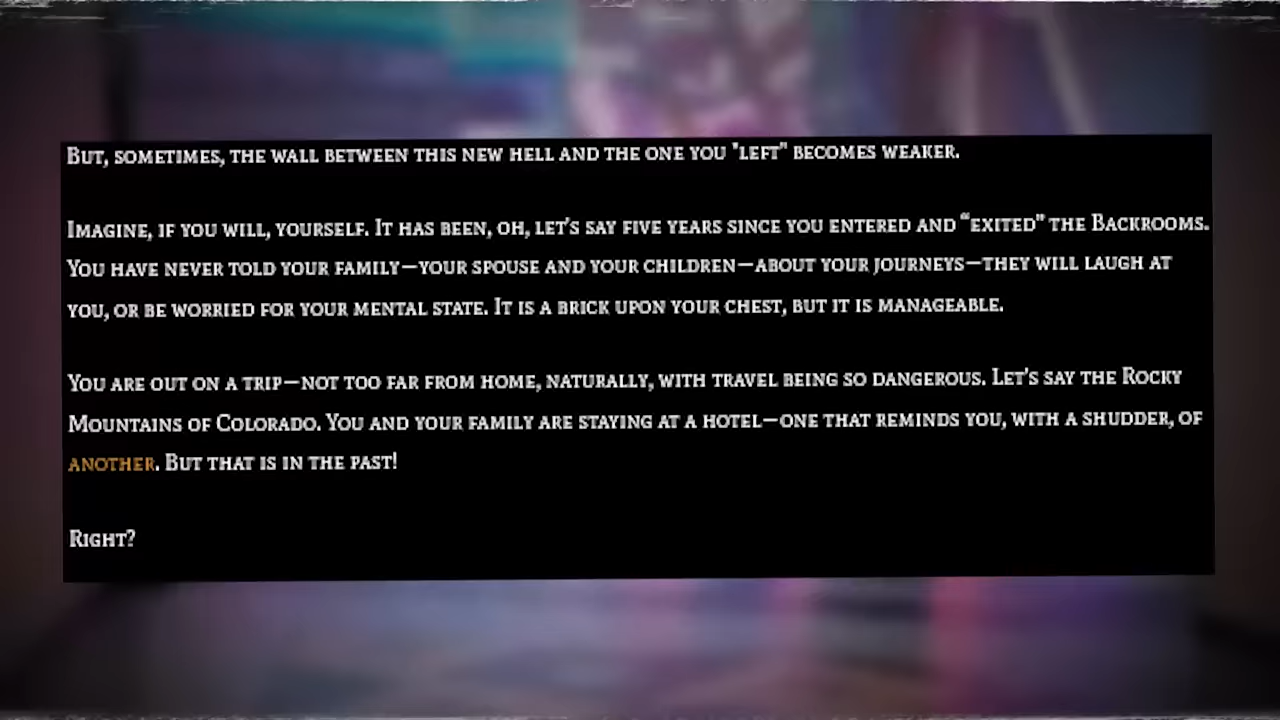 But, sometimes, the wall between this new hell and the one you "left" becomes weaker.
Imagine, if you will, yourself. It has been, oh, let's say five years since you entered and “exited” the Backrooms.
You have never told your family—your spouse and your children—about your journeys—they will laugh at
you, or be worried for your mental state. It is a brick upon your chest, but it is manageable.
You are out on a trip—not too far from home, naturally, with travel being so dangerous. Let's say the Rocky
Mountains of Colorado. You and your family are staying at a hotel—one that reminds you, with a shudder, of
another. But that is in the past!
Right?